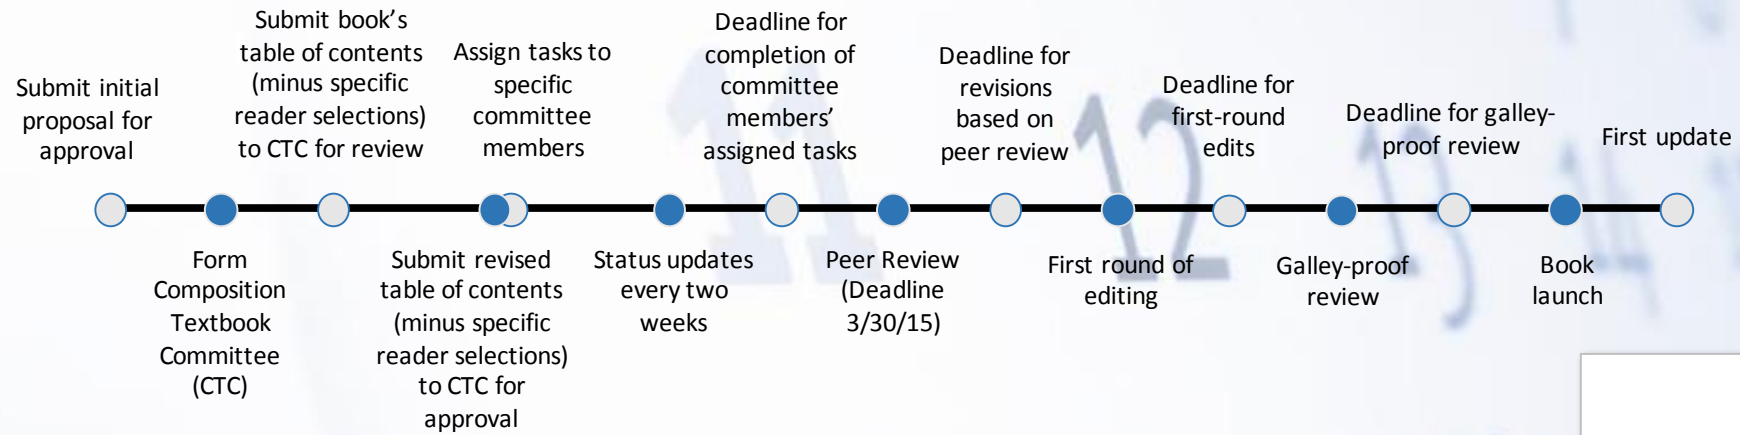 Submit initial
proposal for
approval
Form
Composition
Textbook
Committee
(CTC)
Submit book’s
table of contents
(minus specific
reader selections)
to CTC for review
Submit revised
table of contents
(minus specific
reader selections)
to CTC for
approval
Assign tasks to
specific
committee
members
Status updates
every two
weeks
Deadline for
completion of
committee
members’
assigned tasks
Peer Review
(Deadline
3/30/15)
Deadline for
revisions
based on
peer review
First round of
editing
Deadline for
first-round
edits
Galley-proof
review
Deadline for galley-
proof review
Book
launch
First update
11
12
13
14